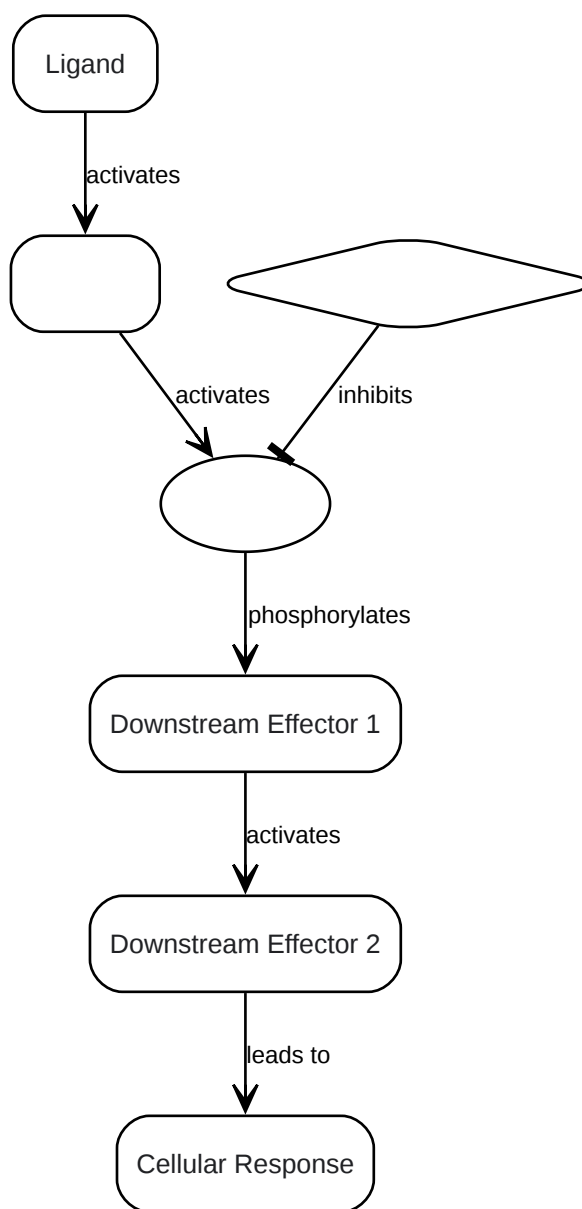 Ligand
activates
activates
inhibits
phosphorylates
Downstream Effector 1
activates
Downstream Effector 2
leads to
Cellular Response